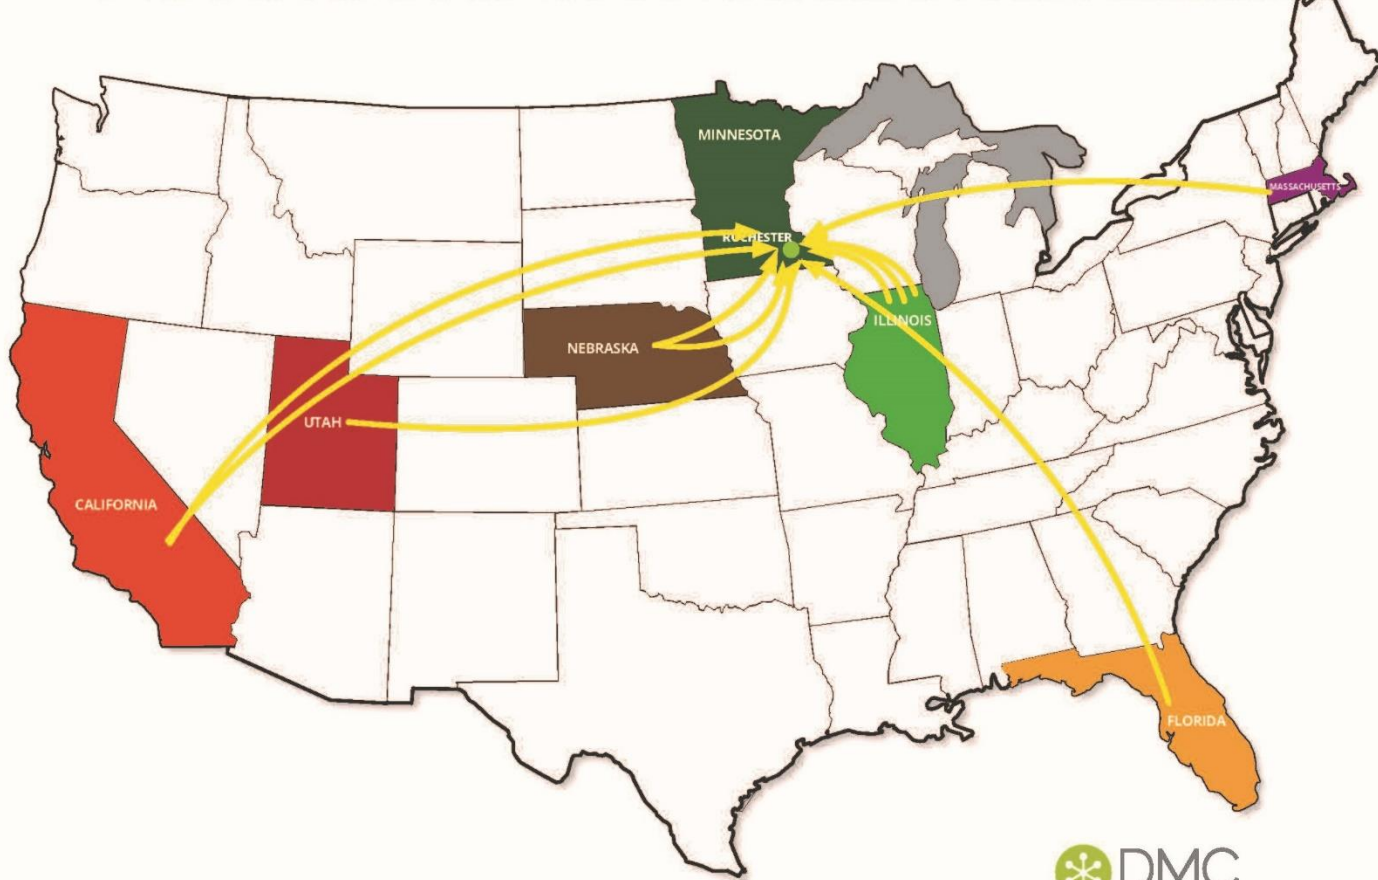 MINNESOTA
MASSACHUSETTS
ROCHESTER
ILLINOIS
NEBRASKA
UTAH
CALIFORNIA
FLORIDA
DMC